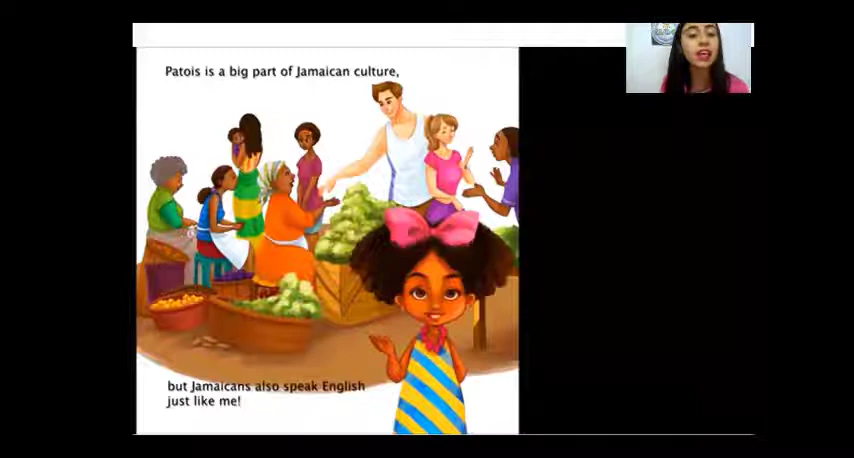 Patois is a big part of Jamaican culture,
but Jamaicans also speak English
just like me!